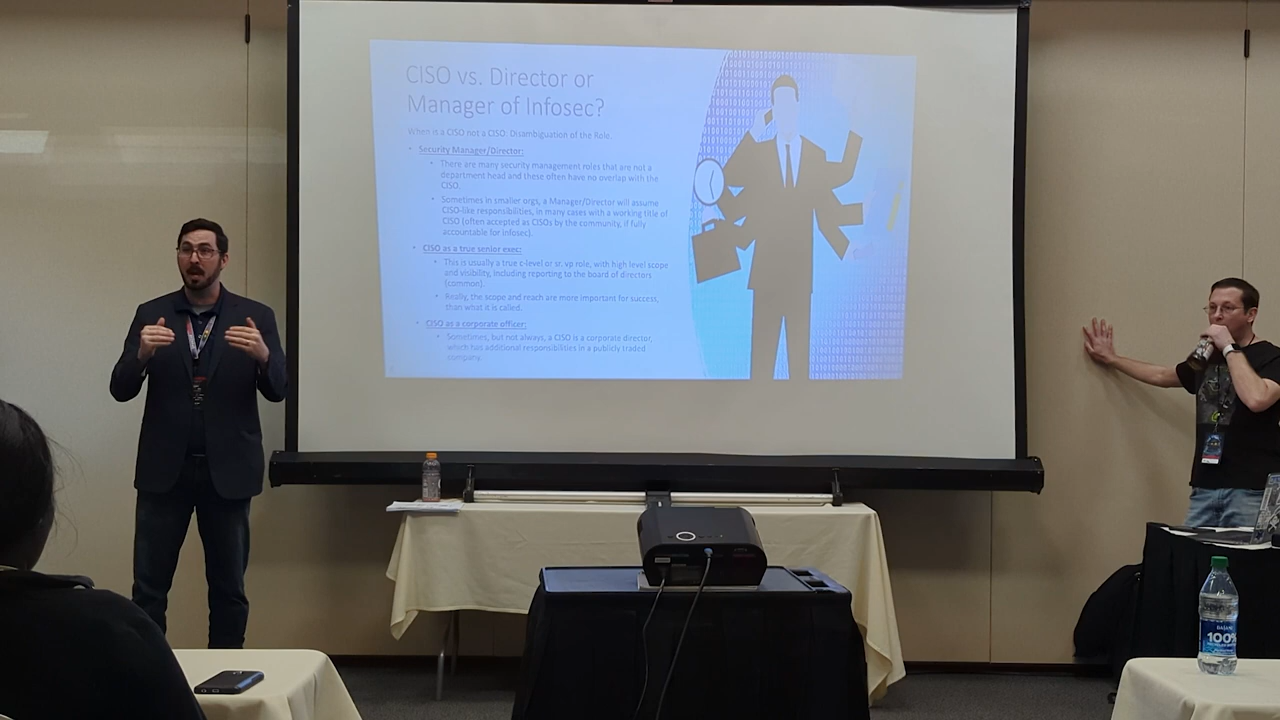 CISO vs. Director or
Manager of Infosec?
When is a CISO not a CISO: Disambiguation of the Role.
• Security Manager/Director:
• There are many security management roles that are not a
department head and these often have no overlap with the
CISO.
• Sometimes in smaller orgs, a Manager/Director will assume
CISO-like responsibilities, in many cases with a working title of
CISO (often accepted as CISOs by the community, if fully
accountable for infosec).
• CISO as a true senior exec:
• This is usually a true c-level or sr. vp role, with high level scope
and visibility, including reporting to the board of directors
(common).
• Really, the scope and reach are more important for success,
than what it is called.
• CISO as a corporate officer:
• Sometimes, but not always, a CISO is a corporate director,
which has additional responsibilities in a publicly traded
company.
DASANI
100%